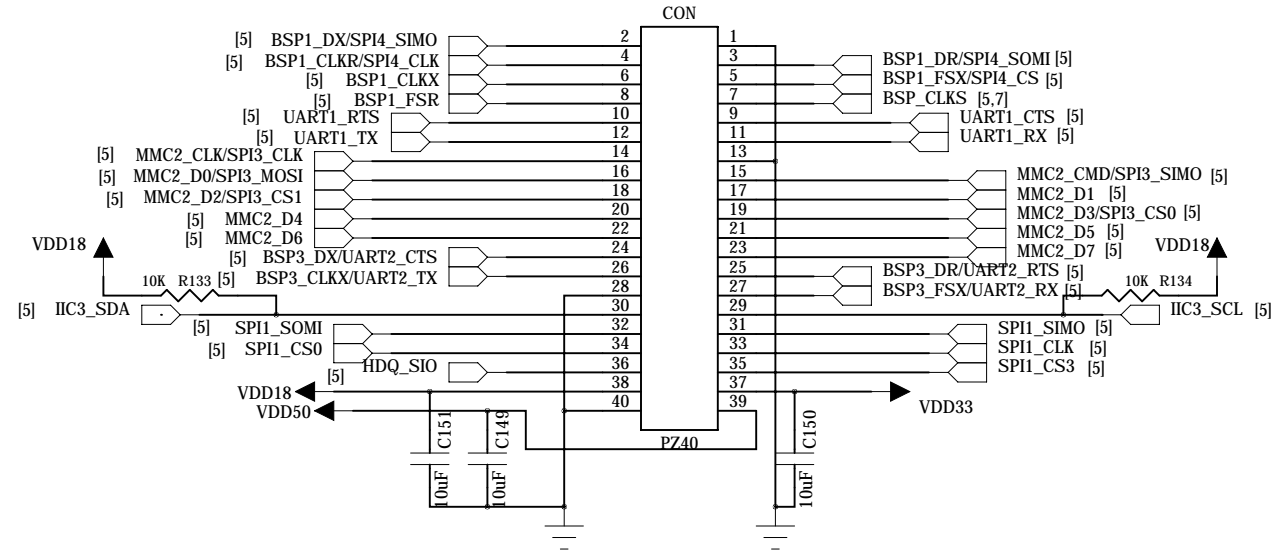 CON
[5] BSP1_DX/SPI4_SIMO 2
1
[5] BSP1_CLKR/SPI4_CLK 4
3 BSP1_DR/SPI4_SOMI [5]
[5] BSP1_CLKX 6
5 BSP1_FSX/SPI4_CS [5]
[5] BSP1_FSR 8
7 BSP_CLKS [5,7]
[5] UART1_RTS 10
9 UART1_CTS [5]
[5] UART1_TX 12
11 UART1_RX [5]
[5] MMC2_CLK/SPI3_CLK 14
13
[5] MMC2_D0/SPI3_MOSI 16
15 MMC2_CMD/SPI3_SIMO [5]
[5] MMC2_D2/SPI3_CS1 18
17 MMC2_D1 [5]
[5] MMC2_D4 20
19 MMC2_D3/SPI3_CS0 [5]
[5] MMC2_D6 22
21 MMC2_D5 [5]
VDD18
[5] BSP3_DX/UART2_CTS 24
23 MMC2_D7 [5]
VDD18
[5] BSP3_CLKX/UART2_TX 26
25 BSP3_DR/UART2_RTS [5]
10K R133
28
27 BSP3_FSX/UART2_RX [5]
10K R134
[5] IIC3_SDA 30
29 IIC3_SCL [5]
[5] SPI1_SOMI 32
31 SPI1_SIMO [5]
[5] SPI1_CS0 34
33 SPI1_CLK [5]
[5] HDQ_SIO 36
35 SPI1_CS3 [5]
VDD18 38
37 VDD33
VDD50 40
39
PZ40
C151
10uF
C149
10uF
C150
10uF